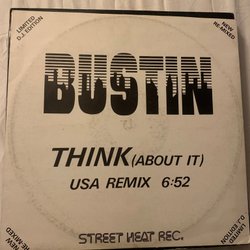 LIMITED
D.J. EDITION
NEW
RE-MIXED
BUSTIN
THINK (ABOUT IT)
USA REMIX 6:52
NEW
RE-MIXED
STREET HEAT REC.
LIMITED
D.J. EDITION